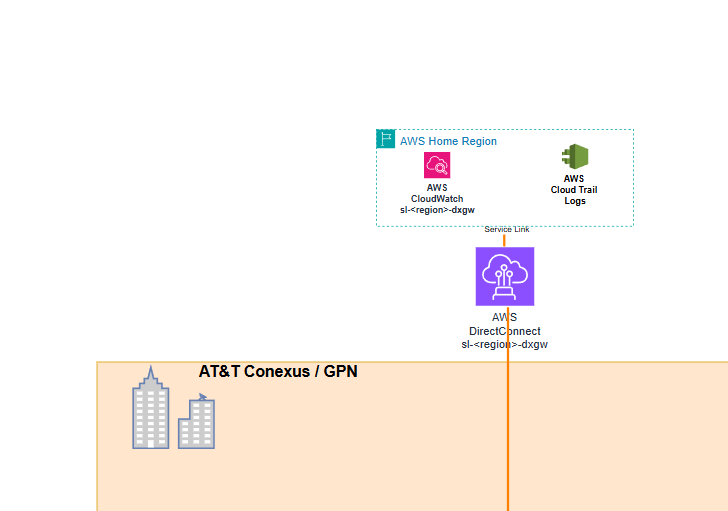 AWS Home Region
AWS
CloudWatch
sl-<region>-dxgw
AWS
Cloud Trail
Logs
Service Link
AWS
DirectConnect
sl-<region>-dxgw
AT&T Conexus / GPN